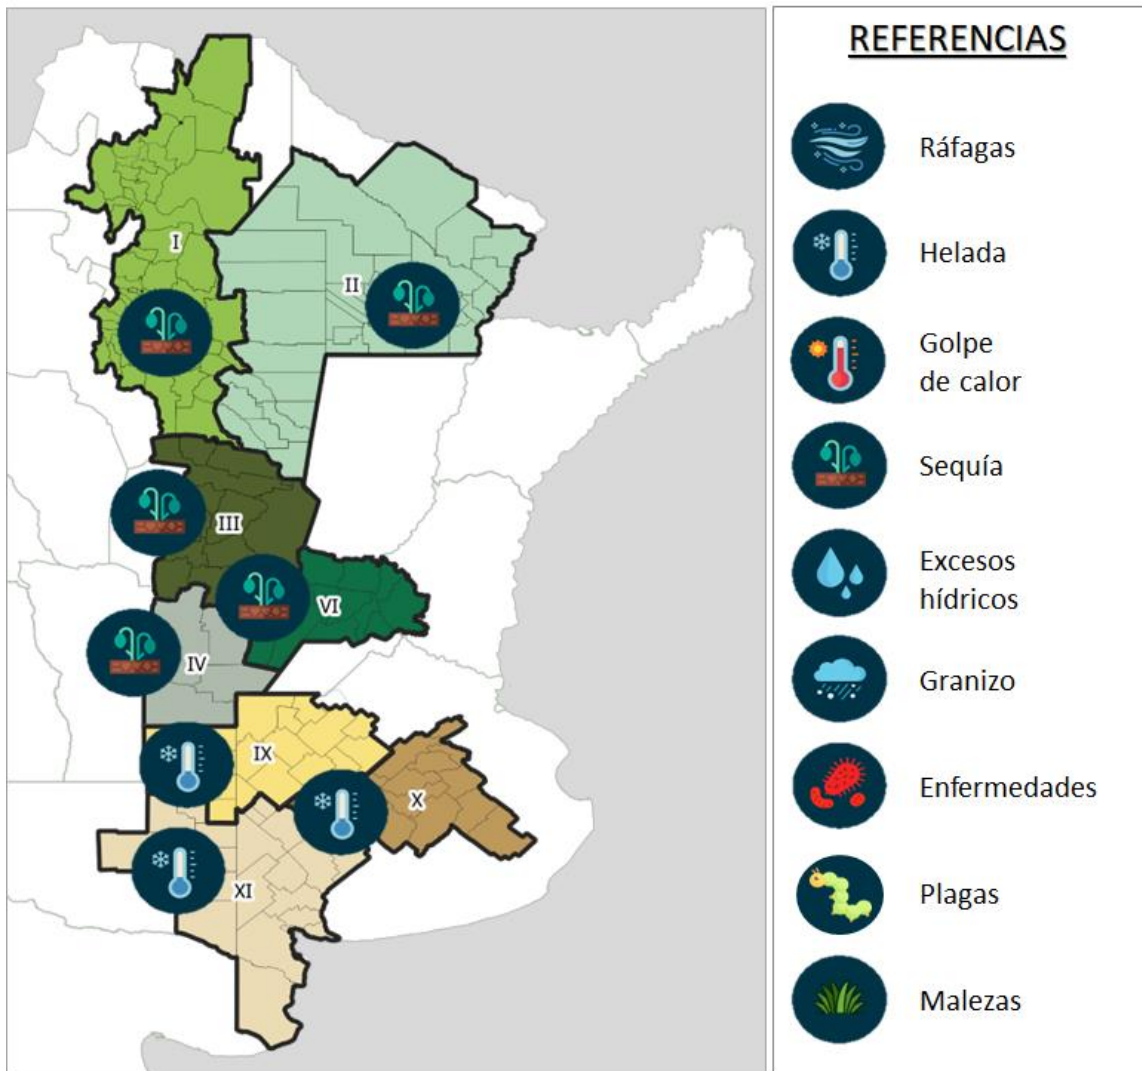 REFERENCIAS
Ráfagas
Helada
Golpe
de calor
Sequía
Excesos
hídricos
Granizo
Enfermedades
Plagas
Malezas
I
II
III
VI
IV
IX
X
XI